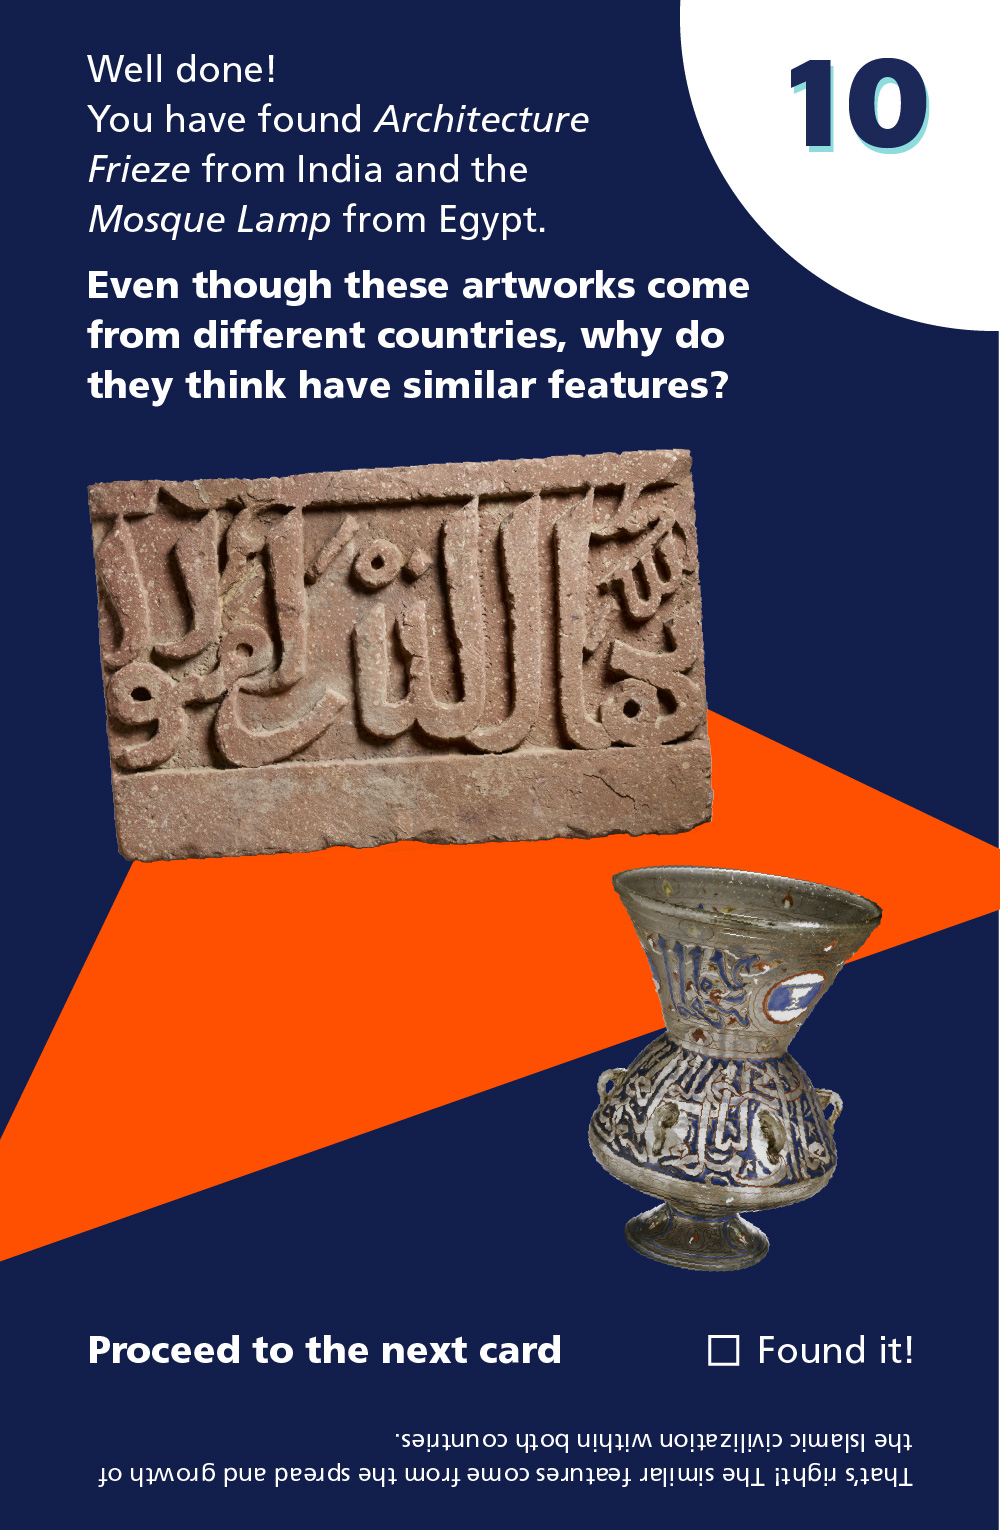 10
Well done!
You have found Architecture
Frieze from India and the
Mosque Lamp from Egypt.
Even though these artworks come
from different countries, why do
they think have similar features?
Proceed to the next card
Found it!
That's right! The similar features come from the spread and growth of
the Islamic civilization within both countries.